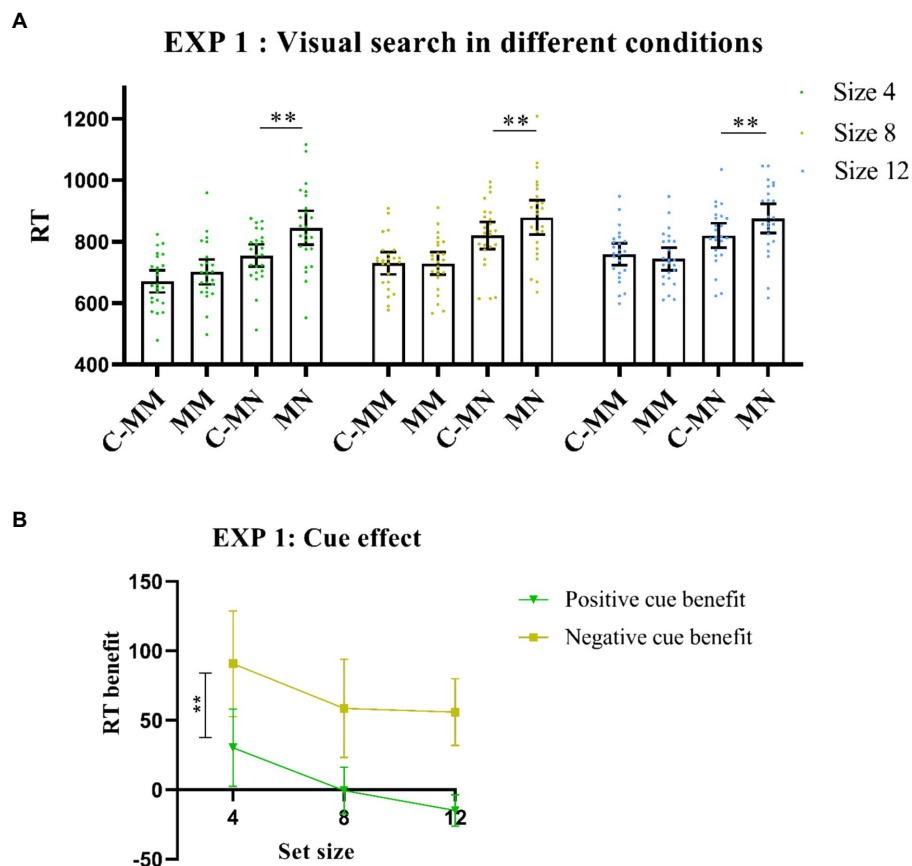 A
EXP 1 : Visual search in different conditions
Size 4
Size 8
Size 12
RT
1200
1000
800
600
400
**
**
**
C-MM
MM
C-MN
MN
C-MM
MM
C-MN
MN
C-MM
MM
C-MN
MN
B
EXP 1: Cue effect
Positive cue benefit
Negative cue benefit
RT benefit
150
100
50
0
-50
**
4
8
12
Set size